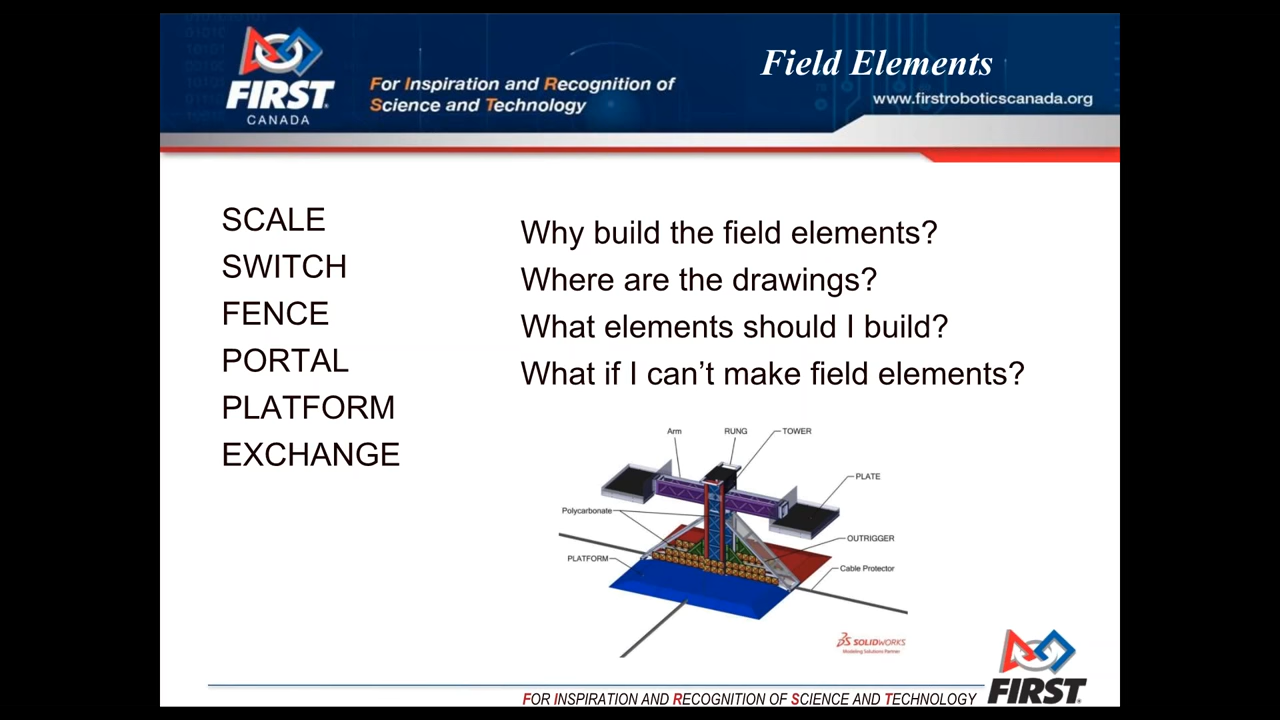 FIRST
CANADA
For Inspiration and Recognition of
Science and Technology
Field Elements
www.firstroboticscanada.org
SCALE
SWITCH
FENCE
PORTAL
PLATFORM
EXCHANGE
Why build the field elements?
Where are the drawings?
What elements should I build?
What if I can’t make field elements?
Arm
RUNG
TOWER
PLATE
Polycarbonate
OUTRIGGER
PLATFORM
Cable Protector
SOLIDWORKS
Modeling Solutions Partner
FIRST
FOR INSPIRATION AND RECOGNITION OF SCIENCE AND TECHNOLOGY